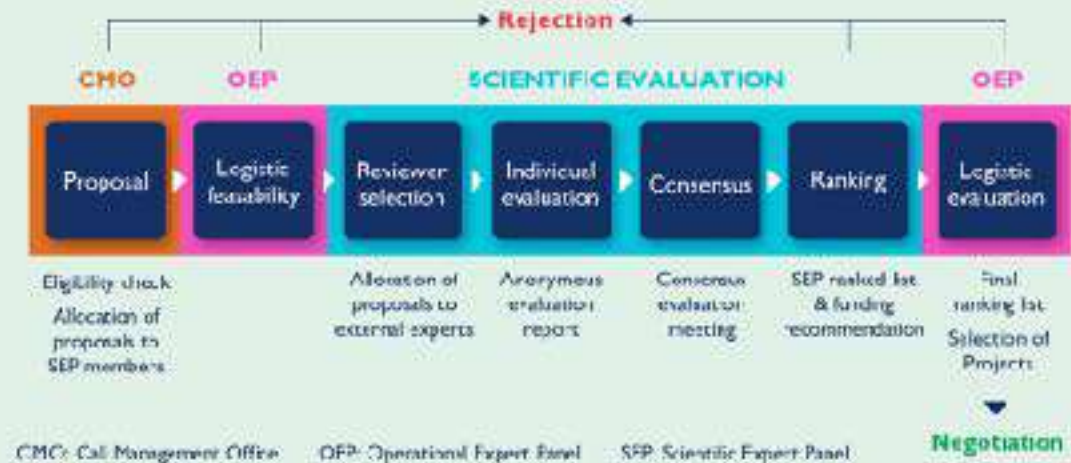 Rejection
CMO OEP SCIENTIFIC EVALUATION OEP
Proposal
Logistic
feasability
Reviewer
selection
Individual
evaluation
Consensus
Ranking
Logistic
evaluation
Eligibility check
Allocation of
proposals to
SEP members
Allocation of
proposals to
external experts
Anonymous
evaluation
report
Consensus
evaluation
meeting
SEP ranked list
& funding
recommendation
Final
ranking list
Selection of
Projects
Negotiation
CMO: Call Management Office OEP: Operational Expert Panel SEP: Scientific Expert Panel